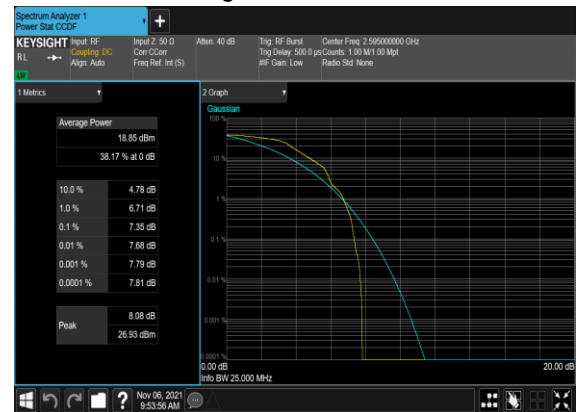 Spectrum Analyzer 1
Power Stat CCDF
KEYSIGHT
RL
LU
Input: RF
Coupling: DC
Align: Auto
Input Z: 50 Ω
Corr CCorr
Freq Ref: Int (S)
Atten: 40 dB
Trig: RF Burst
Trig Delay: 500.0 µs
#IF Gain: Low
Center Freq: 2.595000000 GHz
Counts: 1.00 M/1.00 Mpt
Radio Std: None
1 Metrics
Average Power
18.85 dBm
38.17 % at 0 dB
10.0 % 4.78 dB
1.0 % 6.71 dB
0.1 % 7.35 dB
0.01 % 7.68 dB
0.001 % 7.79 dB
0.0001 % 7.81 dB
Peak
8.08 dB
26.93 dBm
2 Graph
Gaussian
100 %
10 %
1 %
0.1 %
0.01 %
0.001 %
0.0001 %
0.00 dB 20.00 dB
Info BW 25.000 MHz
? Nov 06, 2021
9:53:56 AM